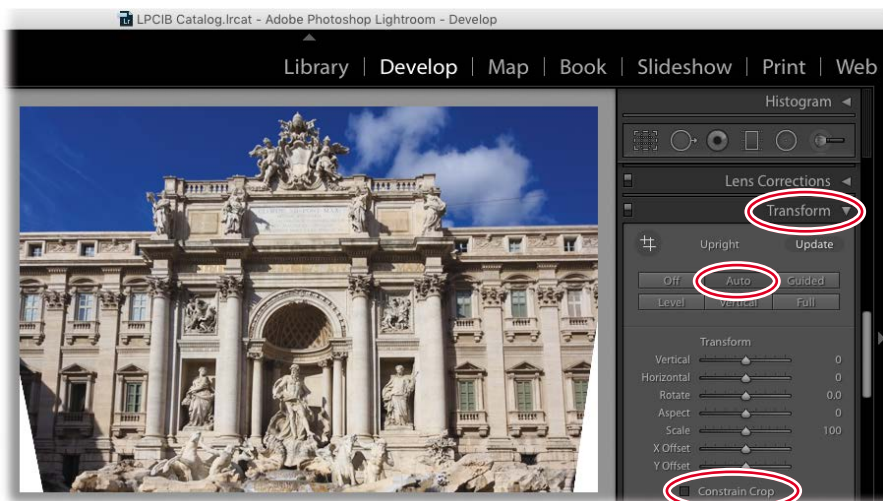 LPCIB Catalog.lrcat - Adobe Photoshop Lightroom - Develop
Library | Develop | Map | Book | Slideshow | Print | Web
Histogram
Lens Corrections
Transform
Upright Update
Off Auto Guided
Level Vertical Full
Transform
Vertical 0
Horizontal 0
Rotate 0.0
Aspect 0
Scale 100
X Offset
Y Offset
Constrain Crop